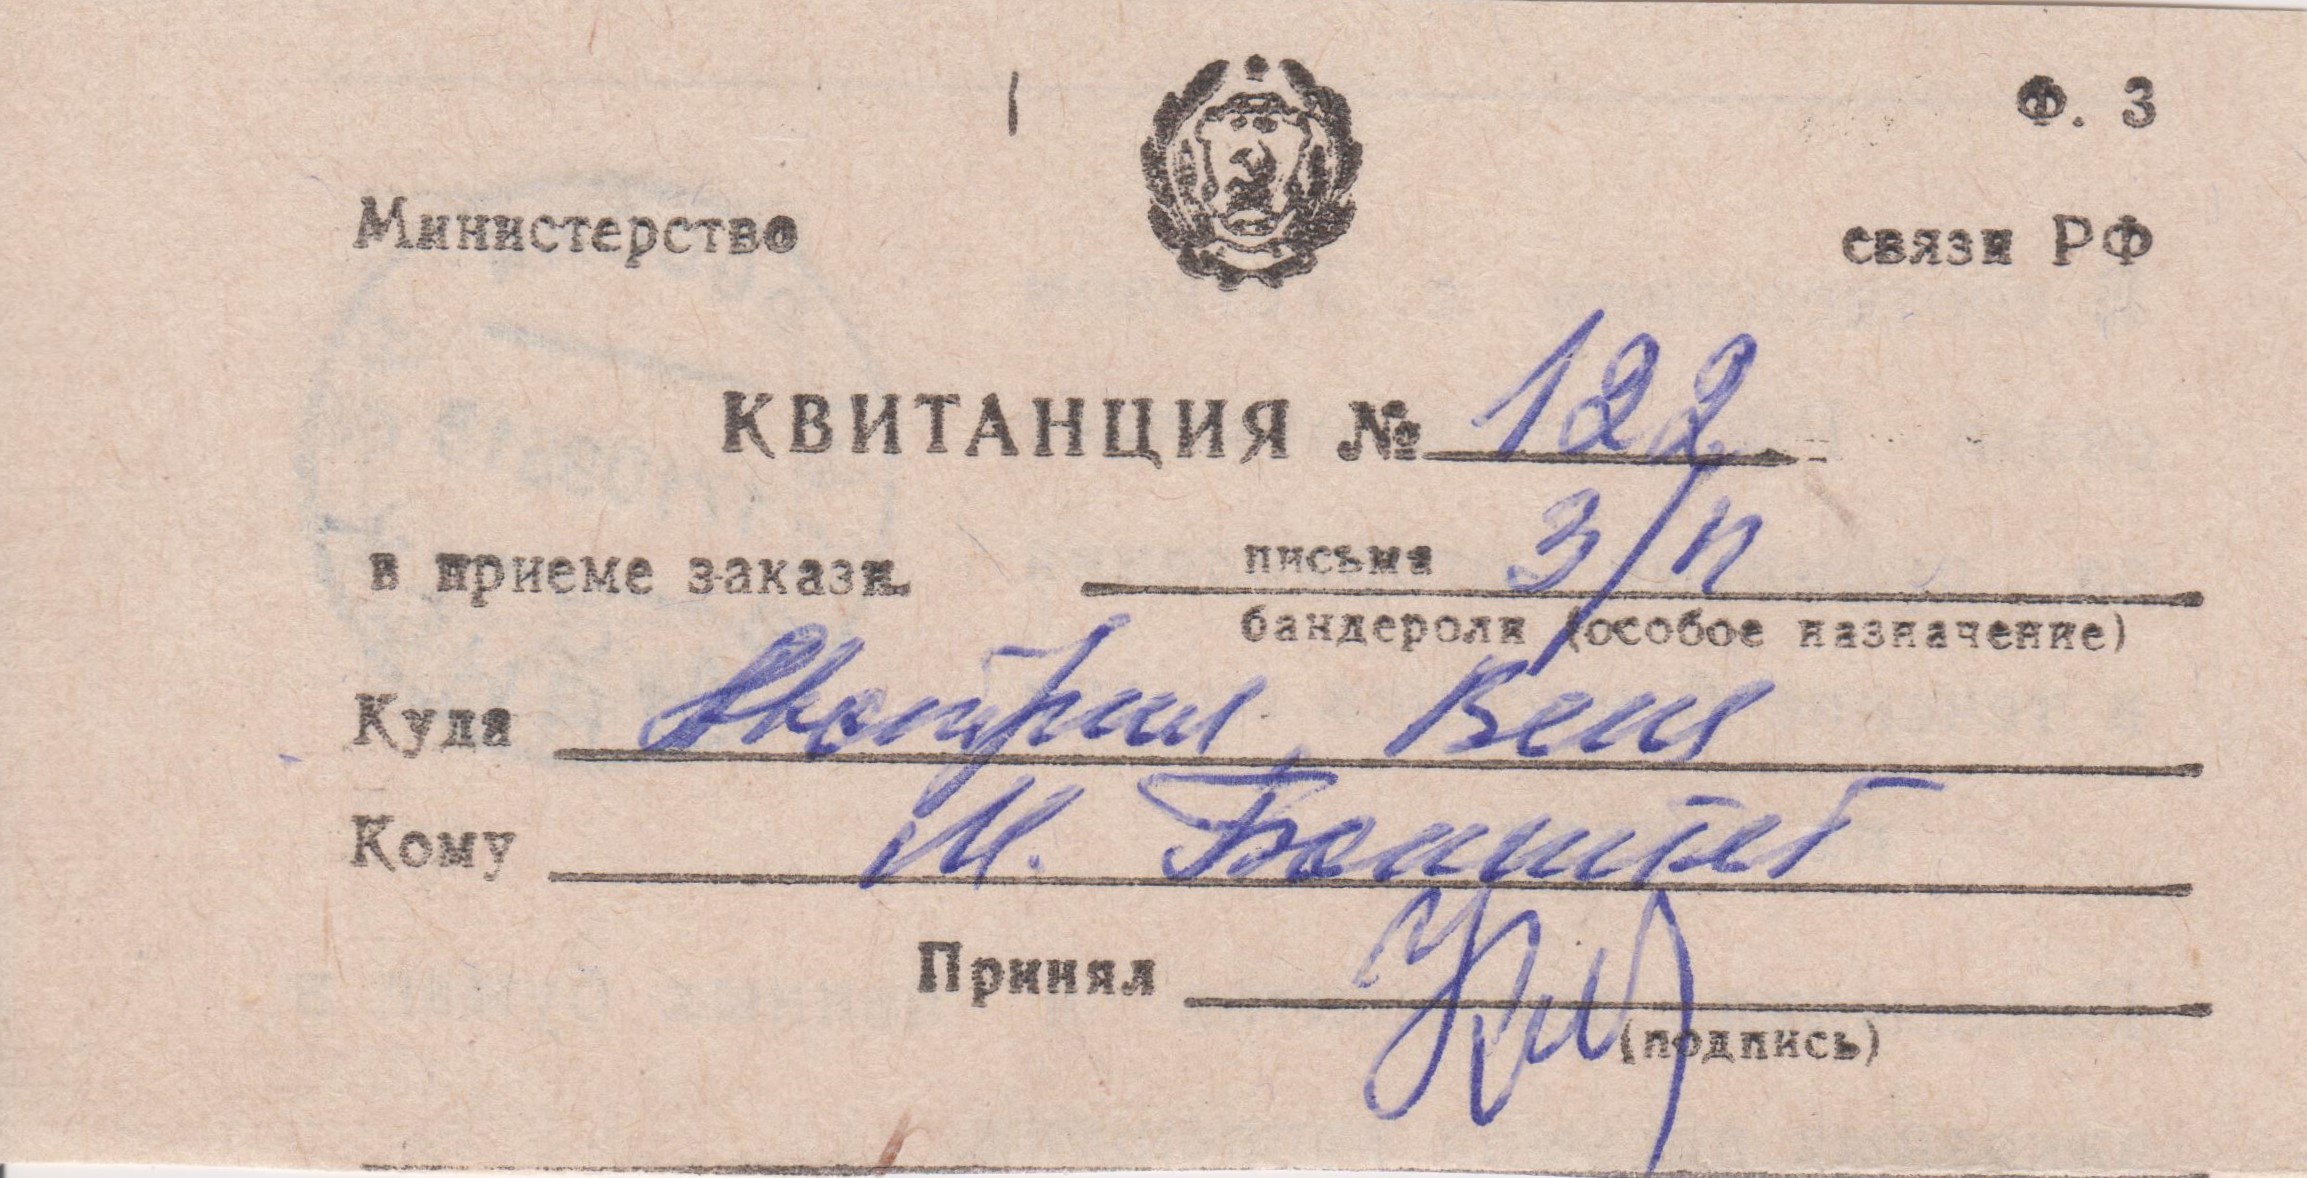 Ф. 3
Министерство связи РФ
КВИТАНЦИЯ № 122
в приеме заказн. письма З/п
бандероли (особое назначение)
Куда Австрия Вена
Кому М.
Принял
(подпись)